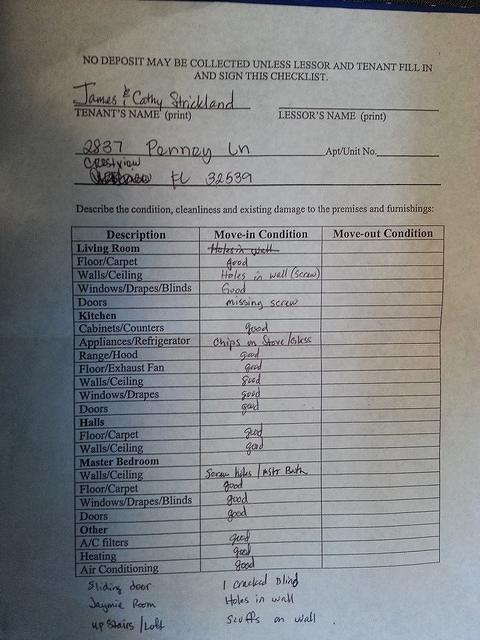 NO DEPOSIT MAY BE COLLECTED UNLESS LESSOR AND TENANT FILL IN
AND SIGN THIS CHECKLIST.
James & Cathy Strickland
TENANT'S NAME (print) LESSOR'S NAME (print)
2837 Penney Ln Apt/Unit No.
Crestview
FL 32539
Describe the condition, cleanliness and existing damage to the premises and furnishings:
Description Move-in Condition Move-out Condition
Living Room Holes in wall
Floor/Carpet good
Walls/Ceiling Holes in wall (screw)
Windows/Drapes/Blinds Good
Doors missing screw
Kitchen
Cabinets/Counters good
Appliances/Refrigerator chips on stove/glass
Range/Hood good
Floor/Exhaust Fan good
Walls/Ceiling good
Windows/Drapes good
Doors good
Halls
Floor/Carpet good
Walls/Ceiling good
Master Bedroom
Walls/Ceiling Screw holes / Mstr Bath
Floor/Carpet good
Windows/Drapes/Blinds good
Doors good
Other
A/C filters good
Heating good
Air Conditioning good
Sliding door 1 cracked blind
Jaymie Room Holes in wall
upstairs/Loft scuffs on wall